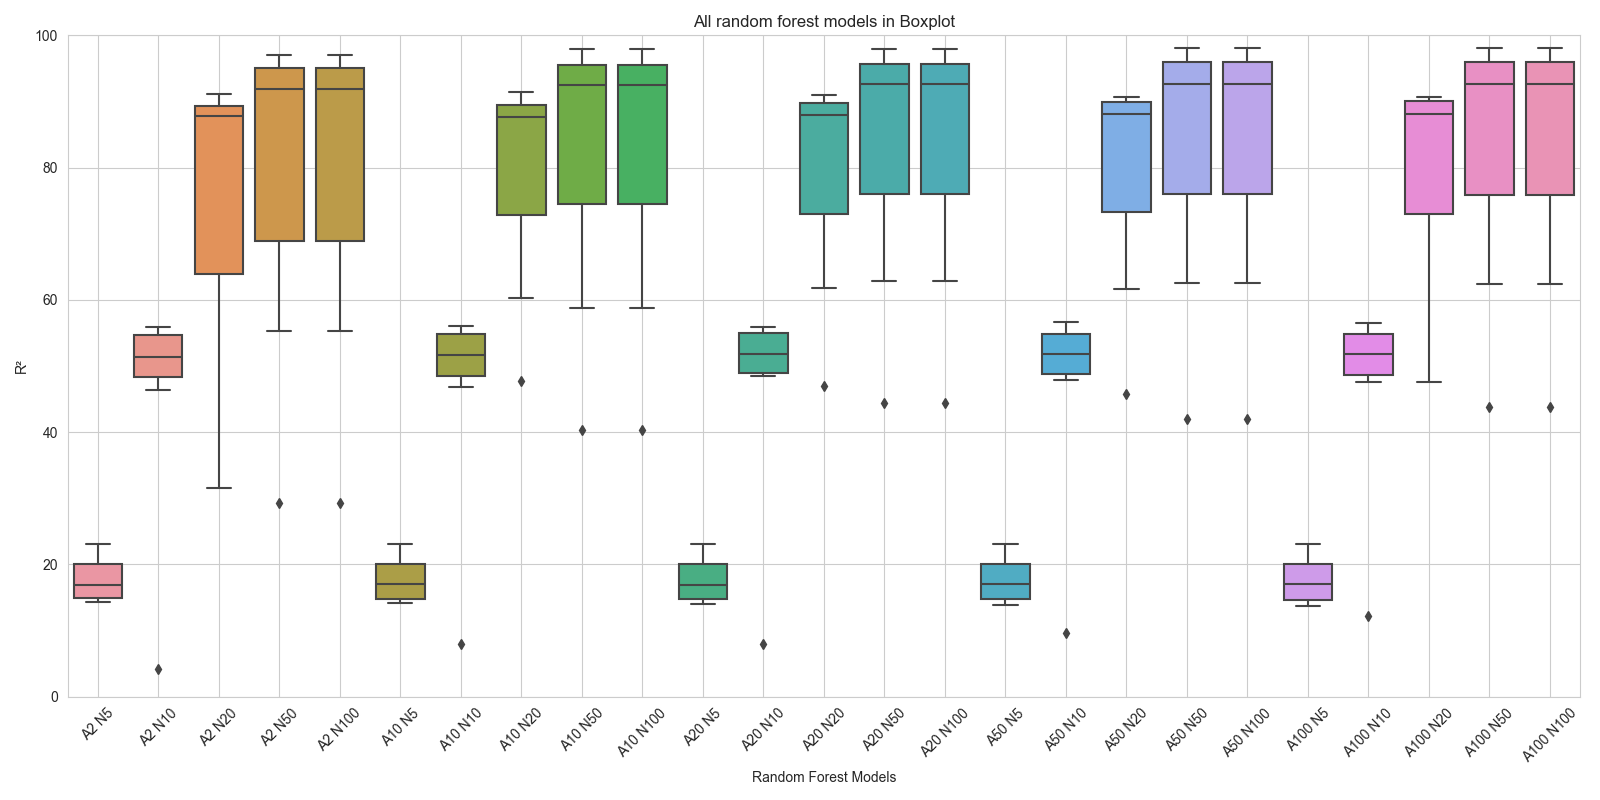 All random forest models in Boxplot
100
80
60
40
20
0
R²
A2 N5
A2 N10
A2 N20
A2 N50
A2 N100
A10 N5
A10 N10
A10 N20
A10 N50
A10 N100
A20 N5
A20 N10
A20 N20
A20 N50
A20 N100
A50 N5
A50 N10
A50 N20
A50 N50
A50 N100
A100 N5
A100 N10
A100 N20
A100 N50
A100 N100
Random Forest Models